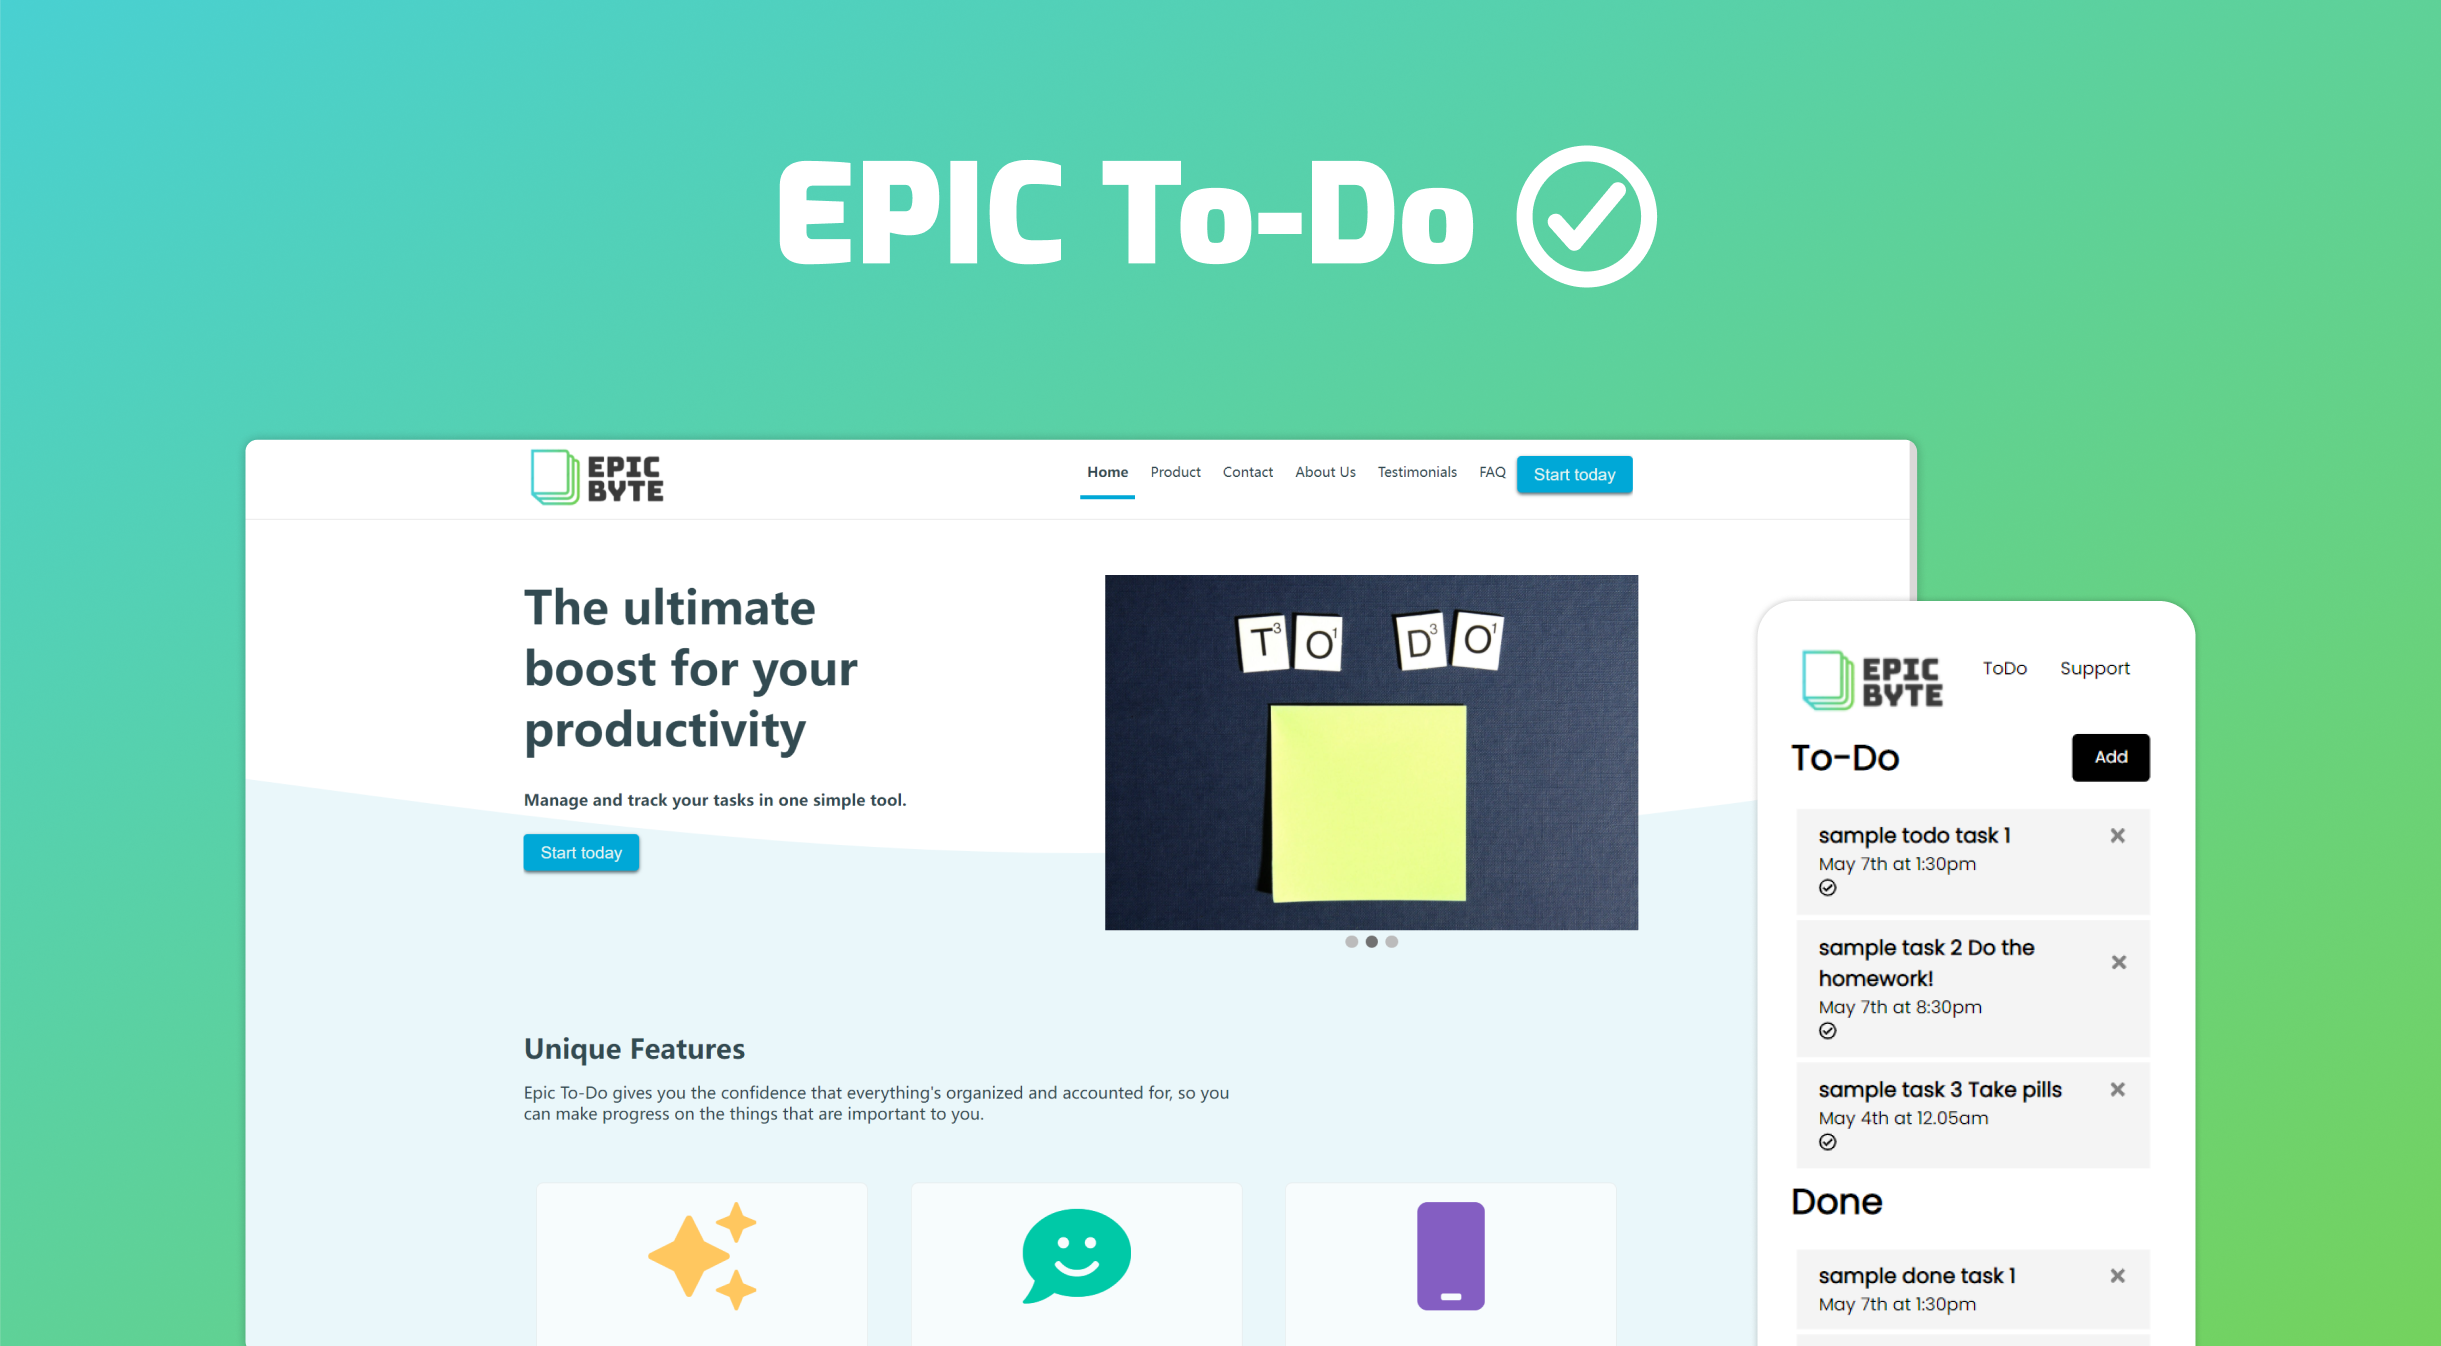 EPIC To-Do
EPIC
BYTE
Home Product Contact About Us Testimonials FAQ Start today
The ultimate
boost for your
productivity
Manage and track your tasks in one simple tool.
Start today
T3 O1 D3 O1
Unique Features
Epic To-Do gives you the confidence that everything's organized and accounted for, so you
can make progress on the things that are important to you.
EPIC
BYTE
ToDo Support
To-Do
Add
sample todo task 1
May 7th at 1:30pm
sample task 2 Do the
homework!
May 7th at 8:30pm
sample task 3 Take pills
May 4th at 12.05am
Done
sample done task 1
May 7th at 1:30pm